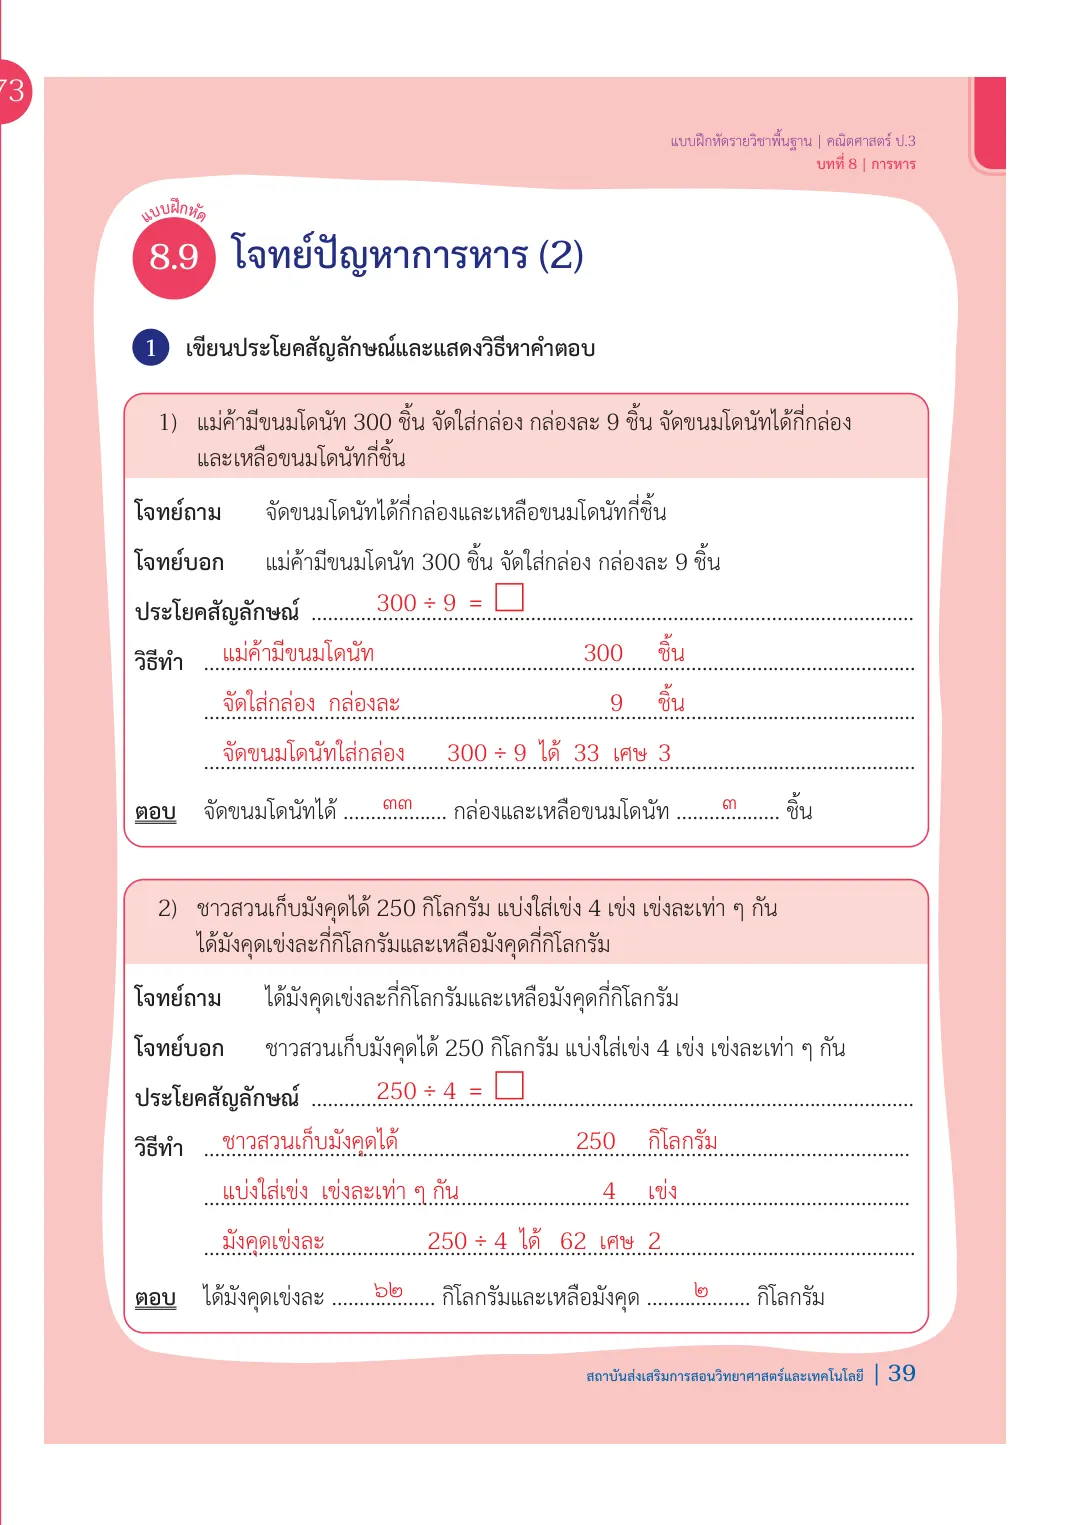 73
แบบฝึกหัดรายวิชาพื้นฐาน | คณิตศาสตร์ ป.3
บทที่ 8 | การหาร
แบบฝึกหัด
8.9 โจทย์ปัญหาการหาร (2)
1 เขียนประโยคสัญลักษณ์และแสดงวิธีหาคำตอบ
1) แม่ค้ามีขนมโดนัท 300 ชิ้น จัดใส่กล่อง กล่องละ 9 ชิ้น จัดขนมโดนัทได้กี่กล่อง
และเหลือขนมโดนัทกี่ชิ้น
โจทย์ถาม จัดขนมโดนัทได้กี่กล่องและเหลือขนมโดนัทกี่ชิ้น
โจทย์บอก แม่ค้ามีขนมโดนัท 300 ชิ้น จัดใส่กล่อง กล่องละ 9 ชิ้น
ประโยคสัญลักษณ์ 300 ÷ 9 = □
วิธีทำ แม่ค้ามีขนมโดนัท 300 ชิ้น
จัดใส่กล่อง กล่องละ 9 ชิ้น
จัดขนมโดนัทใส่กล่อง 300 ÷ 9 ได้ 33 เศษ 3
ตอบ จัดขนมโดนัทได้ ๓๓ กล่องและเหลือขนมโดนัท ๓ ชิ้น
2) ชาวสวนเก็บมังคุดได้ 250 กิโลกรัม แบ่งใส่เข่ง 4 เข่ง เข่งละเท่า ๆ กัน
ได้มังคุดเข่งละกี่กิโลกรัมและเหลือมังคุดกี่กิโลกรัม
โจทย์ถาม ได้มังคุดเข่งละกี่กิโลกรัมและเหลือมังคุดกี่กิโลกรัม
โจทย์บอก ชาวสวนเก็บมังคุดได้ 250 กิโลกรัม แบ่งใส่เข่ง 4 เข่ง เข่งละเท่า ๆ กัน
ประโยคสัญลักษณ์ 250 ÷ 4 = □
วิธีทำ ชาวสวนเก็บมังคุดได้ 250 กิโลกรัม
แบ่งใส่เข่ง เข่งละเท่า ๆ กัน 4 เข่ง
มังคุดเข่งละ 250 ÷ 4 ได้ 62 เศษ 2
ตอบ ได้มังคุดเข่งละ ๖๒ กิโลกรัมและเหลือมังคุด ๒ กิโลกรัม
สถาบันส่งเสริมการสอนวิทยาศาสตร์และเทคโนโลยี | 39